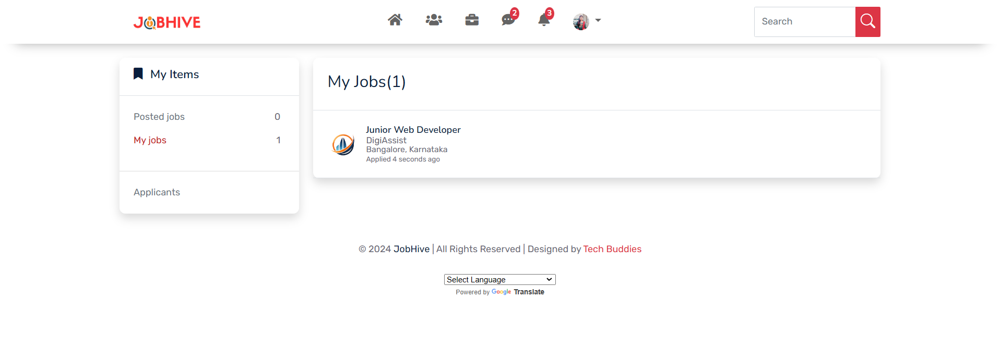 JOBHIVE
2
3
Search
My Items
Posted jobs 0
My jobs 1
Applicants
My Jobs(1)
Junior Web Developer
DigiAssist
Bangalore, Karnataka
Applied 4 seconds ago
© 2024 JobHive | All Rights Reserved | Designed by Tech Buddies
Select Language
Powered by Google Translate